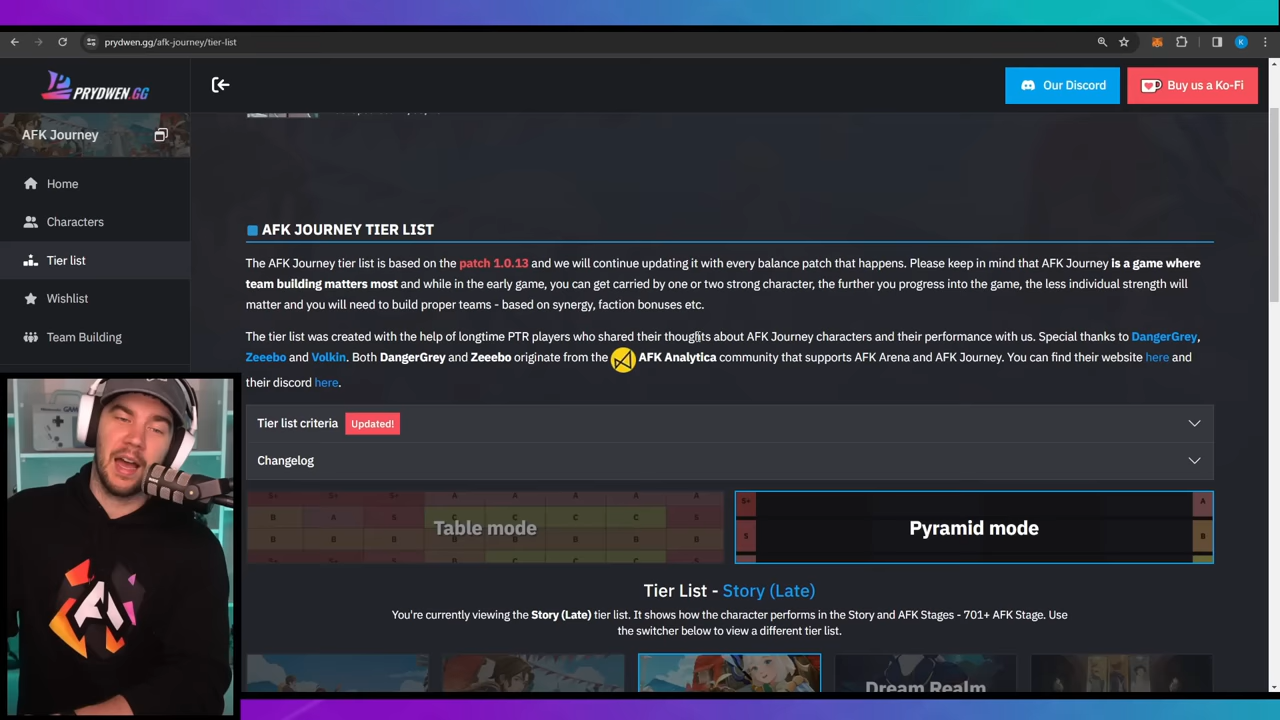 prydwen.gg/afk-journey/tier-list
K
PRYDWEN.GG
Our Discord
Buy us a Ko-Fi
AFK Journey
Home
Characters
Tier list
Wishlist
Team Building
AFK JOURNEY TIER LIST
The AFK Journey tier list is based on the patch 1.0.13 and we will continue updating it with every balance patch that happens. Please keep in mind that AFK Journey is a game where
team building matters most and while in the early game, you can get carried by one or two strong character, the further you progress into the game, the less individual strength will
matter and you will need to build proper teams - based on synergy, faction bonuses etc.
The tier list was created with the help of longtime PTR players who shared their thoughts about AFK Journey characters and their performance with us. Special thanks to DangerGrey,
Zeeebo and Volkin. Both DangerGrey and Zeeebo originate from the AFK Analytica community that supports AFK Arena and AFK Journey. You can find their website here and
their discord here.
Tier list criteria Updated!
Changelog
S+ S+ S+ A A A A A
B A S C C C C S
B B B C C C B
Table mode
S+ A
S B
Pyramid mode
Tier List - Story (Late)
You're currently viewing the Story (Late) tier list. It shows how the character performs in the Story and AFK Stages - 701+ AFK Stage. Use
the switcher below to view a different tier list.
Dream Realm